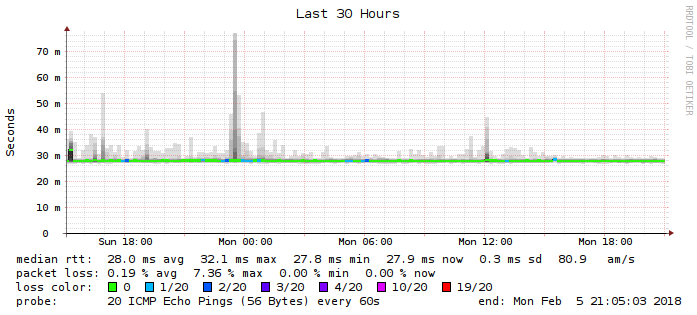 Last 30 Hours
RRDTOOL / TOBI OETIKER
Seconds
70 m
60 m
50 m
40 m
30 m
20 m
10 m
0
Sun 18:00 Mon 00:00 Mon 06:00 Mon 12:00 Mon 18:00
median rtt: 28.0 ms avg 32.1 ms max 27.8 ms min 27.9 ms now 0.3 ms sd 80.9 am/s
packet loss: 0.19 % avg 7.36 % max 0.00 % min 0.00 % now
loss color: 0 1/20 2/20 3/20 4/20 10/20 19/20
probe: 20 ICMP Echo Pings (56 Bytes) every 60s end: Mon Feb 5 21:05:03 2018